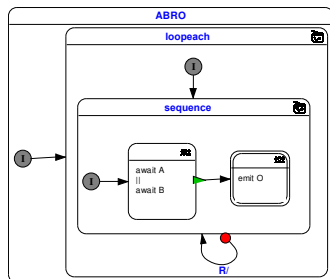 ABRO
loopeach
I
sequence
I
I
await A
||
await B
emit O
R/